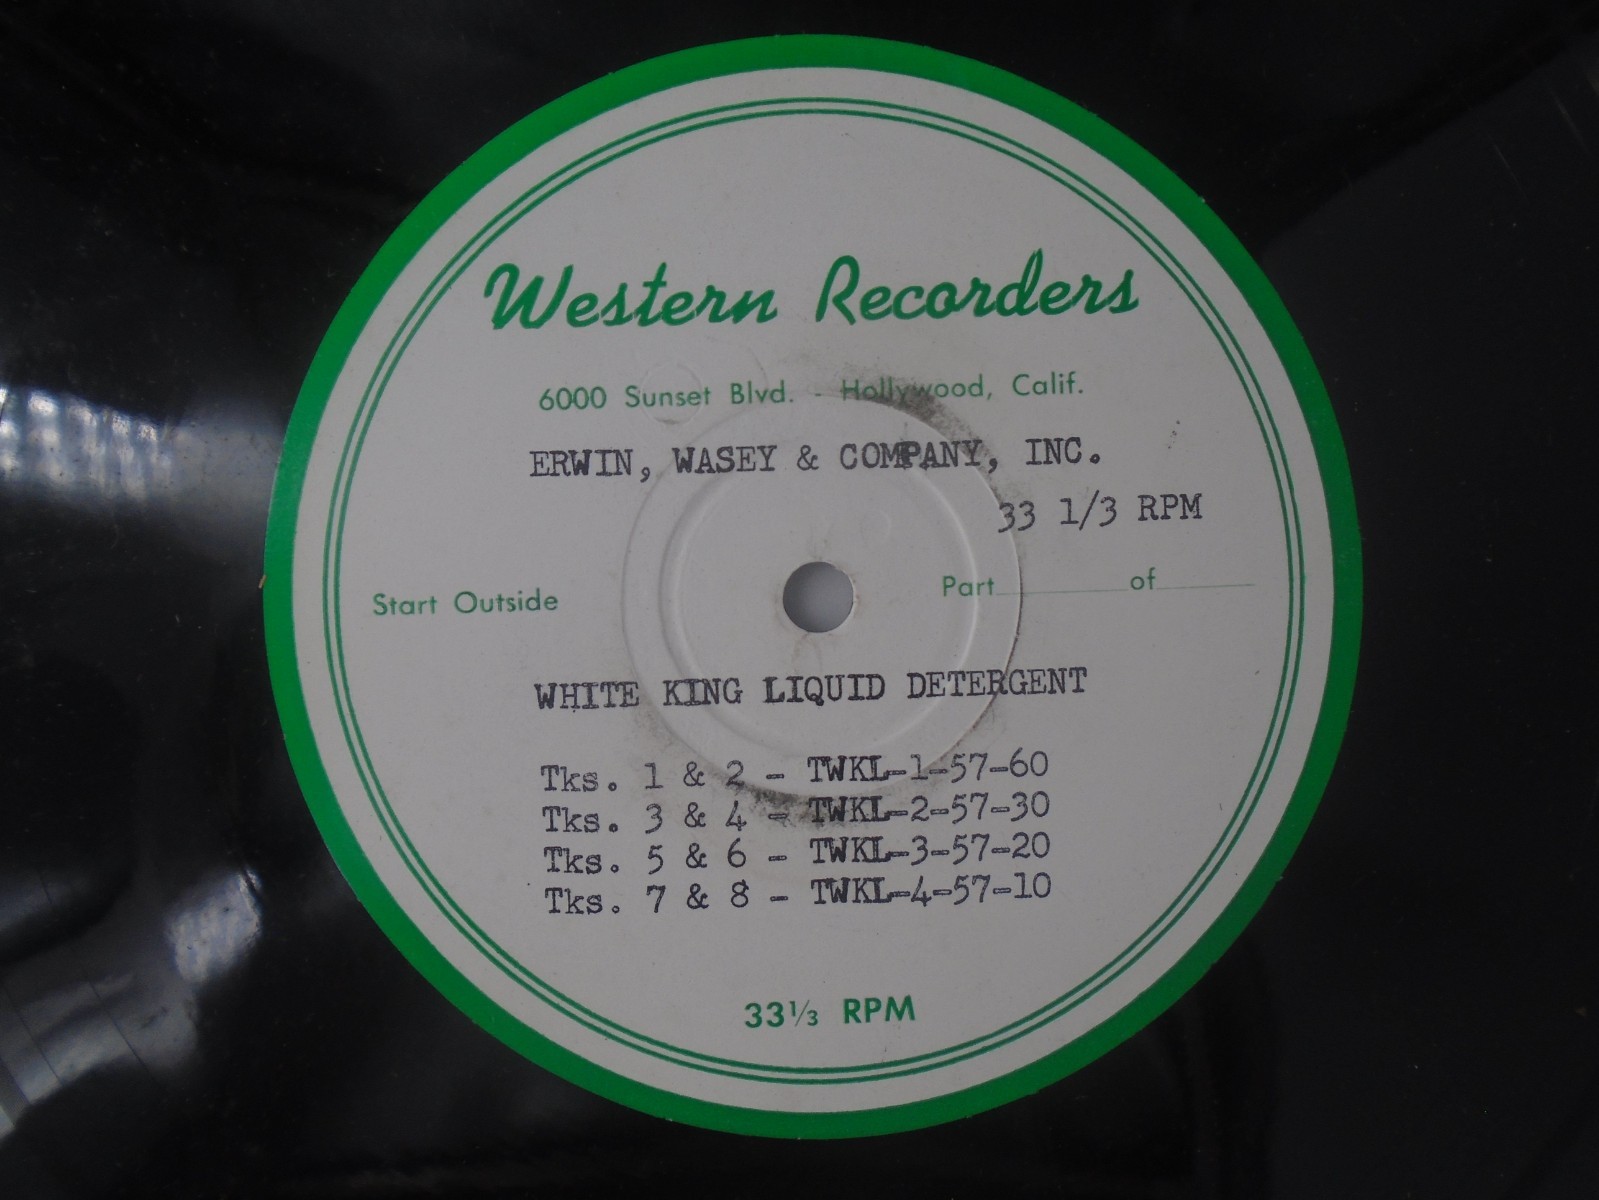 Western Recorders
6000 Sunset Blvd. - Hollywood, Calif.
ERWIN, WASEY & COMPANY, INC.
33 1/3 RPM
Start Outside
Part of
WHITE KING LIQUID DETERGENT
Tks. 1 & 2 - TWKL-1-57-60
Tks. 3 & 4 - TWKL-2-57-30
Tks. 5 & 6 - TWKL-3-57-20
Tks. 7 & 8 - TWKL-4-57-10
33⅓ RPM